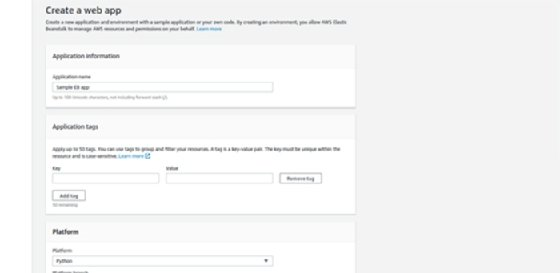 Create a web app
Create a new application and environment with a sample application or your own code. By creating an environment, you allow AWS Elastic
Beanstalk to manage AWS resources and permissions on your behalf. Learn more
Application information
Application name
Sample EB app
Up to 100 Unicode characters, not including forward slash (/).
Application tags
Apply up to 50 tags. You can use tags to group and filter your resources. A tag is a key-value pair. The key must be unique within the
resource and is case-sensitive. Learn more
Key
Value
Remove tag
Add tag
50 remaining
Platform
Platform
Python
Platform branch